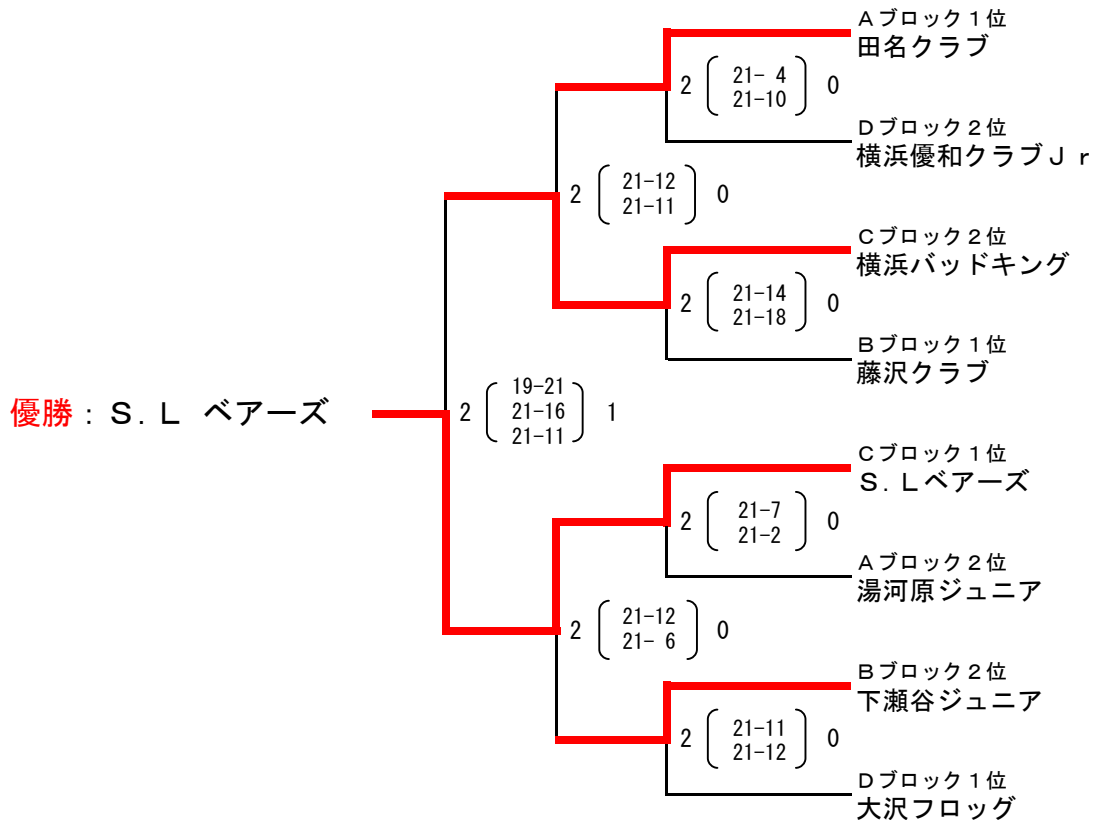 Aブロック1位
田名クラブ
2 21- 4 0
21-10
Dブロック2位
横浜優和クラブJr
2 21-12 0
21-11
Cブロック2位
横浜バッドキング
2 21-14 0
21-18
Bブロック1位
藤沢クラブ
19-21
優勝：S.L ベアーズ 2 21-16 1
21-11
Cブロック1位
S.Lベアーズ
2 21-7 0
21-2
Aブロック2位
湯河原ジュニア
2 21-12 0
21- 6
Bブロック2位
下瀬谷ジュニア
2 21-11 0
21-12
Dブロック1位
大沢フロッグ